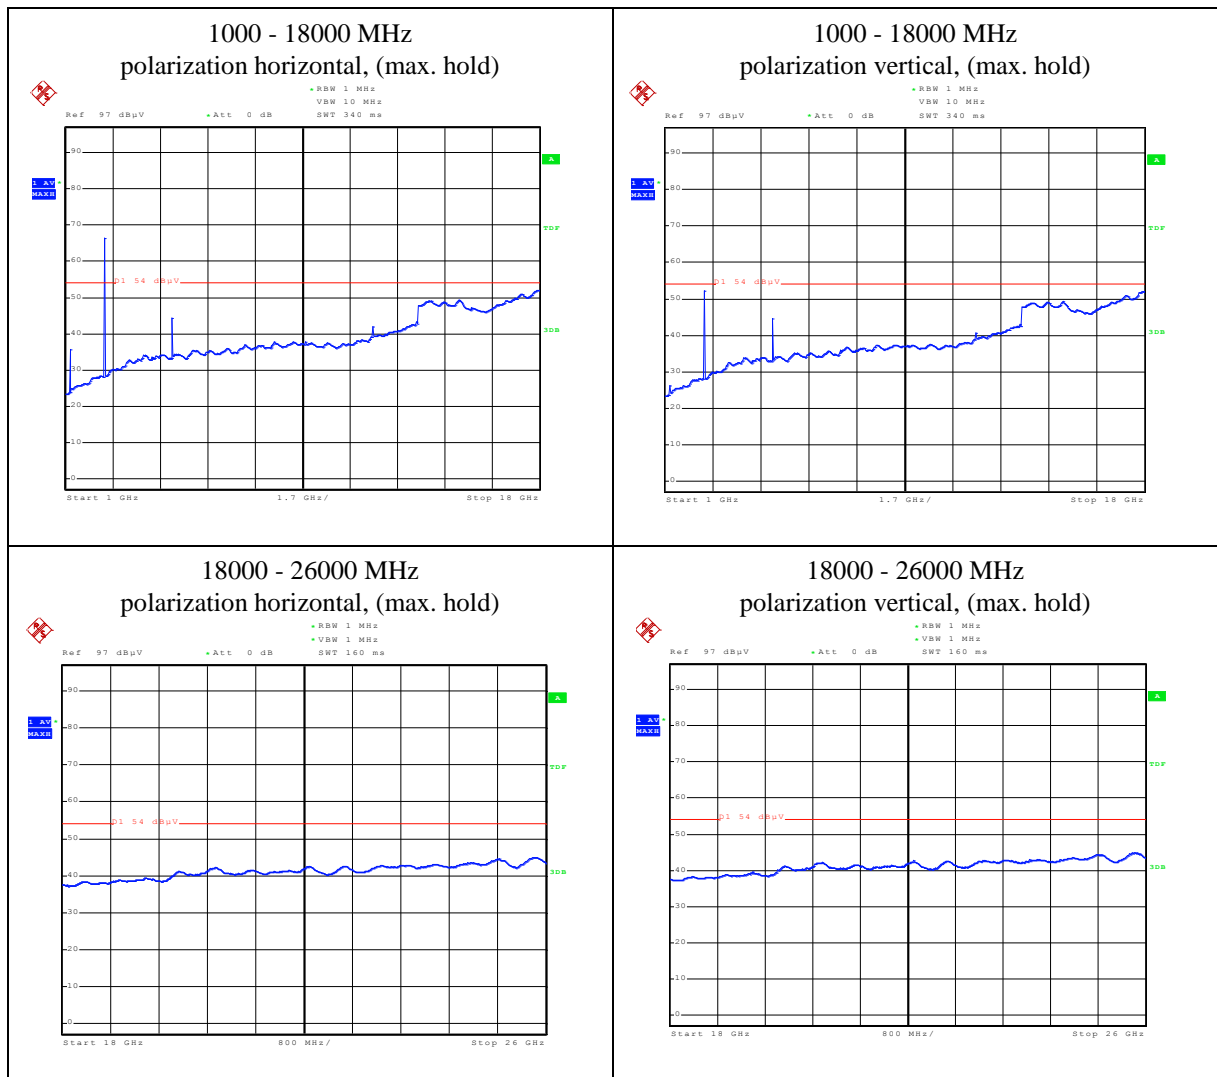 1000 - 18000 MHz
polarization horizontal, (max. hold)
R S
* RBW 1 MHz
VBW 10 MHz
Ref 97 dBµV * Att 0 dB SWT 340 ms
90
A
1 AV *
MAXH
80
70
TDF
60
D1 54 dBµV
50
40
3DB
30
20
10
0
Start 1 GHz 1.7 GHz/ Stop 18 GHz
1000 - 18000 MHz
polarization vertical, (max. hold)
R S
* RBW 1 MHz
VBW 10 MHz
Ref 97 dBµV * Att 0 dB SWT 340 ms
90
A
1 AV *
MAXH
80
70
TDF
60
D1 54 dBµV
50
40
3DB
30
20
10
0
Start 1 GHz 1.7 GHz/ Stop 18 GHz
18000 - 26000 MHz
polarization horizontal, (max. hold)
R S
* RBW 1 MHz
* VBW 1 MHz
Ref 97 dBµV * Att 0 dB SWT 160 ms
90
A
1 AV *
MAXH
80
70
TDF
60
D1 54 dBµV
50
40
3DB
30
20
10
0
Start 18 GHz 800 MHz/ Stop 26 GHz
18000 - 26000 MHz
polarization vertical, (max. hold)
R S
* RBW 1 MHz
* VBW 1 MHz
Ref 97 dBµV * Att 0 dB SWT 160 ms
90
A
1 AV *
MAXH
80
70
TDF
60
D1 54 dBµV
50
40
3DB
30
20
10
0
Start 18 GHz 800 MHz/ Stop 26 GHz